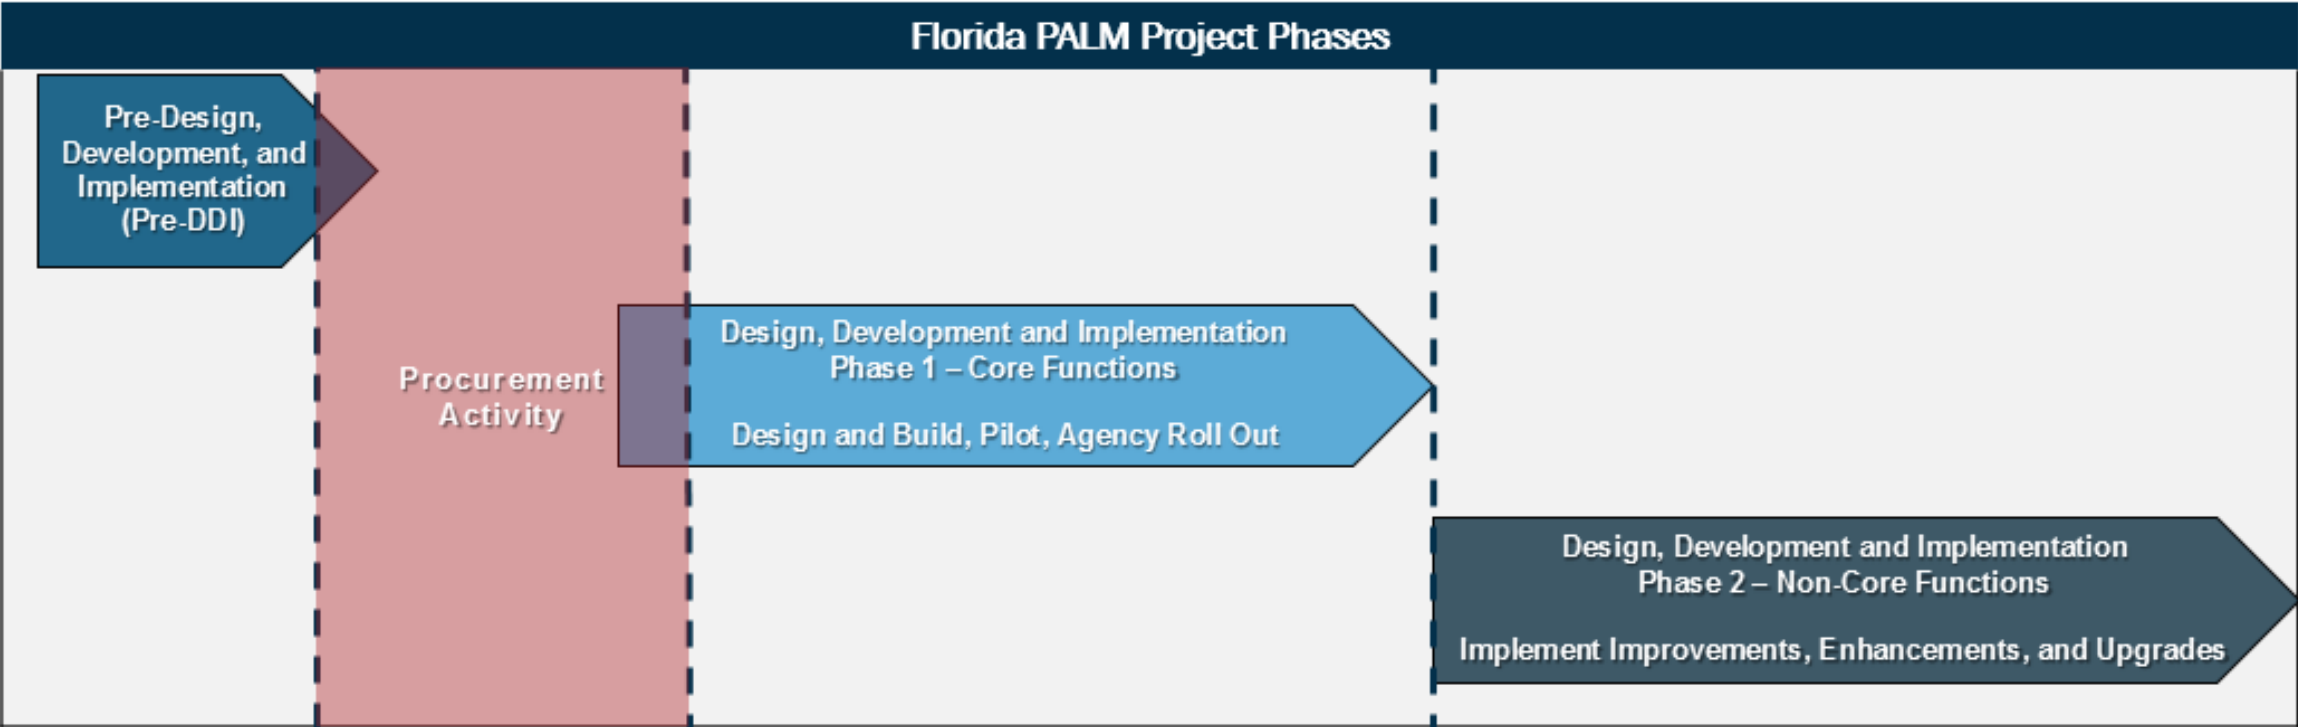 Florida PALM Project Phases
Pre-Design,
Development, and
Implementation
(Pre-DDI)
Procurement
Activity
Design, Development and Implementation
Phase 1 – Core Functions
Design and Build, Pilot, Agency Roll Out
Design, Development and Implementation
Phase 2 – Non-Core Functions
Implement Improvements, Enhancements, and Upgrades